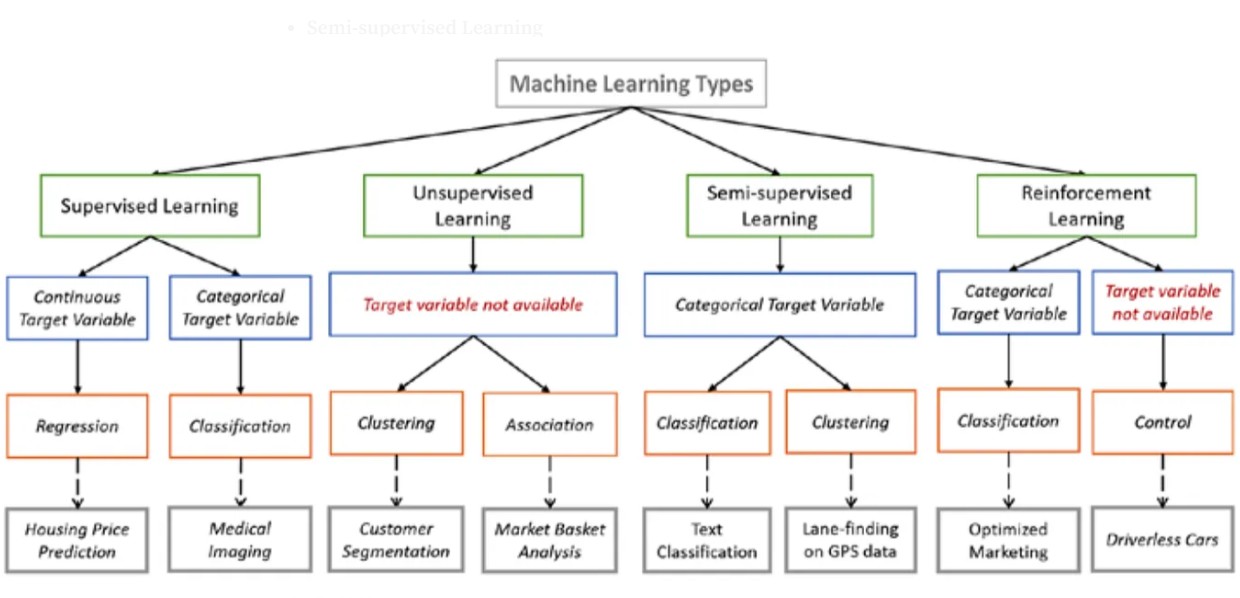 • Semi-supervised Learning
Machine Learning Types
Supervised Learning
Unsupervised
Learning
Semi-supervised
Learning
Reinforcement
Learning
Continuous
Target Variable
Categorical
Target Variable
Target variable not available
Categorical Target Variable
Categorical
Target Variable
Target variable
not available
Regression
Classification
Clustering
Association
Classification
Clustering
Classification
Control
Housing Price
Prediction
Medical
Imaging
Customer
Segmentation
Market Basket
Analysis
Text
Classification
Lane-finding
on GPS data
Optimized
Marketing
Driverless Cars